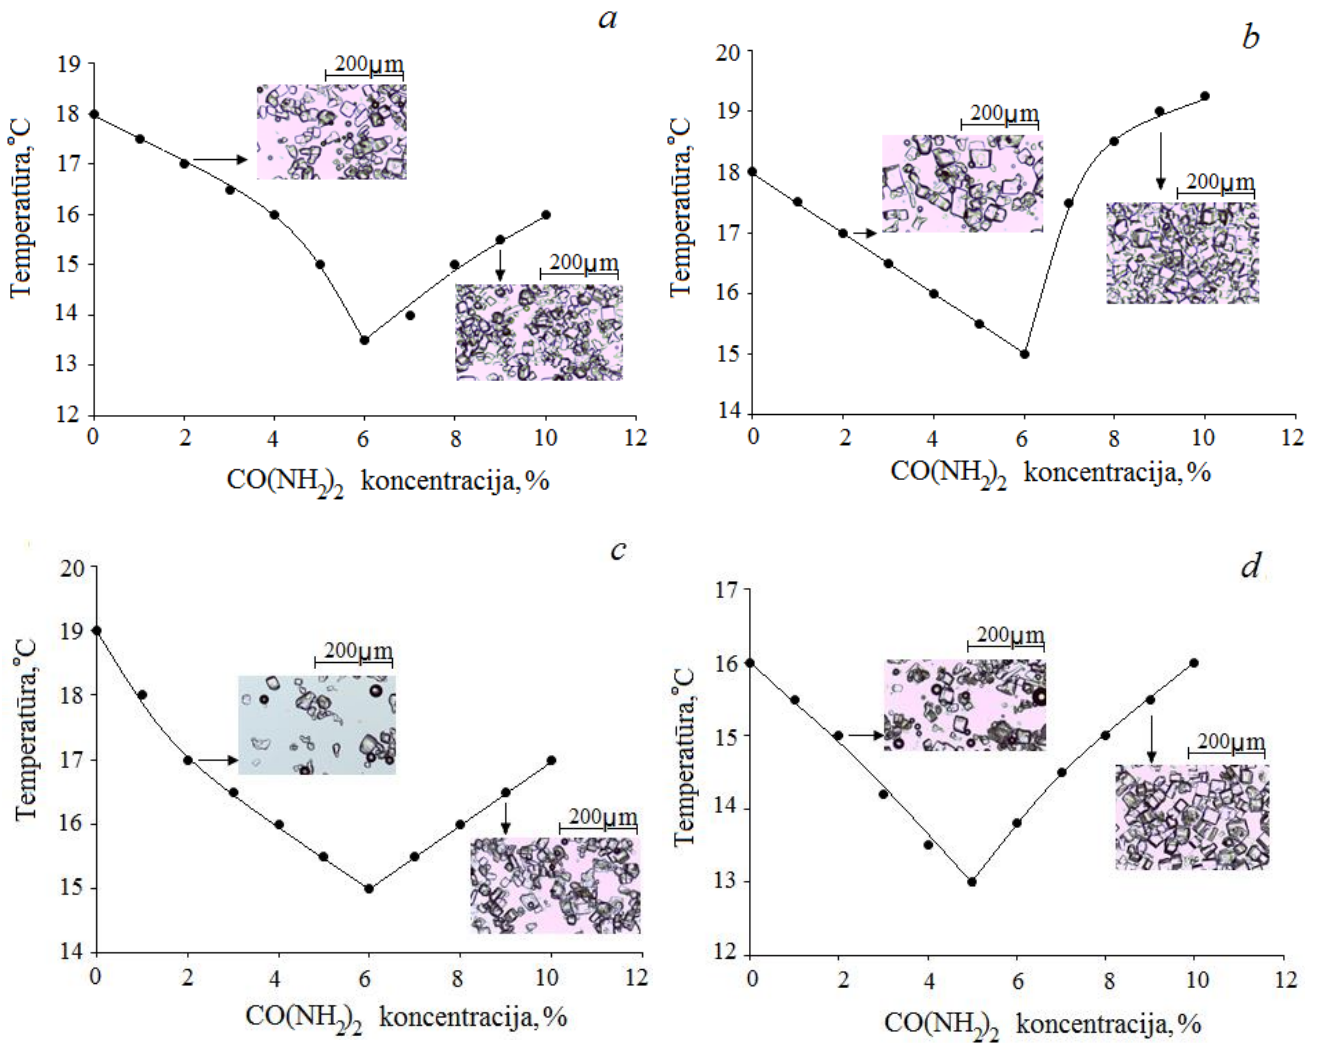 a
19
18
17
16
15
14
13
12
0
2
4
6
8
10
12
Temperatūra,°C
200µm
200µm
CO(NH2)2 koncentracija, %
b
20
19
18
17
16
15
14
0
2
4
6
8
10
12
Temperatūra,°C
200µm
200µm
CO(NH2)2 koncentracija, %
c
20
19
18
17
16
15
14
0
2
4
6
8
10
12
Temperatūra,°C
200µm
200µm
CO(NH2)2 koncentracija, %
d
17
16
15
14
13
12
0
2
4
6
8
10
12
Temperatūra,°C
200µm
200µm
CO(NH2)2 koncentracija, %